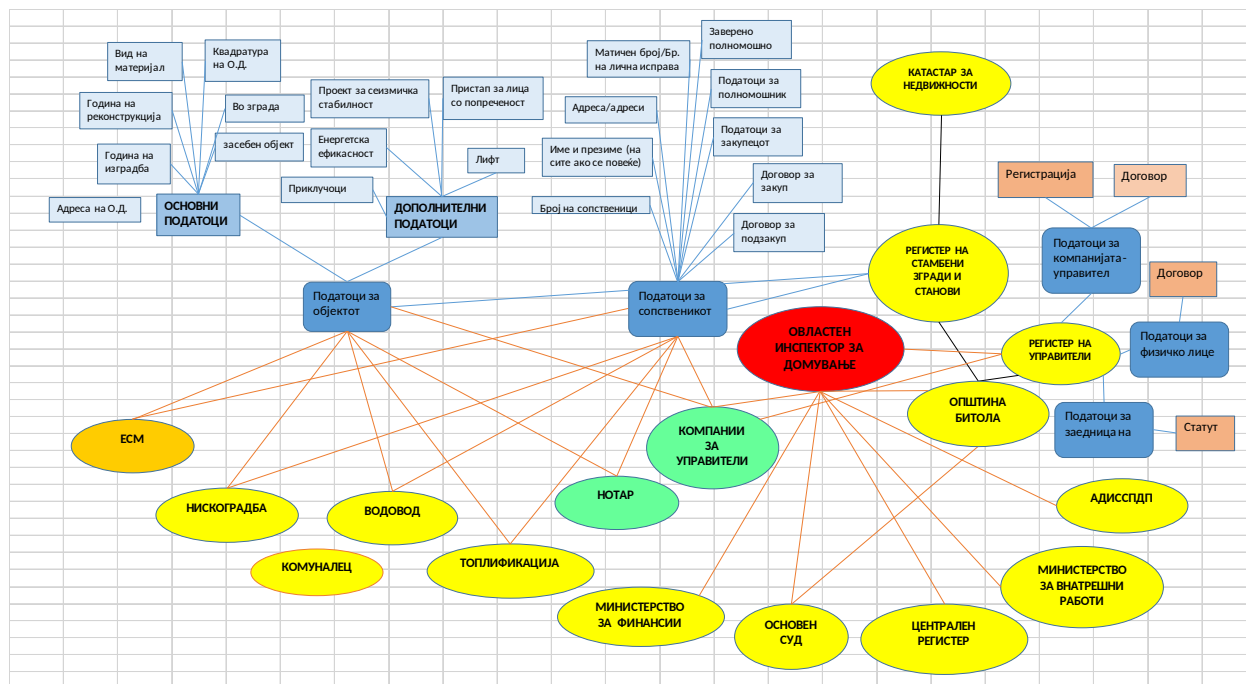 Заверено
полномошно
Матичен број/Бр.
на лична исправа
Вид на
материјал
Квадратура
на О.Д.
КАТАСТАР ЗА
НЕДВИЖНОСТИ
Податоци за
полномошник
Проект за сеизмичка
стабилност
Пристап за лица
со попреченост
Година на
реконструкција
Во зграда
Адреса/адреси
Податоци за
закупецот
Енергетска
ефикасност
засебен објект
Име и презиме (на
сите ако се повеќе)
Година на
изградба
Лифт
Договор за
закуп
Регистрација
Договор
Приклучоци
Адреса на О.Д.
ОСНОВНИ
ПОДАТОЦИ
ДОПОЛНИТЕЛНИ
ПОДАТОЦИ
Број на сопственици
Договор за
подзакуп
РЕГИСТЕР НА
СТАМБЕНИ
ЗГРАДИ И
СТАНОВИ
Податоци за
компанијата-
управител
Договор
Податоци за
објектот
Податоци за
сопственикот
ОВЛАСТЕН
ИНСПЕКТОР ЗА
ДОМУВАЊЕ
РЕГИСТЕР НА
УПРАВИТЕЛИ
Податоци за
физичко лице
ОПШТИНА
БИТОЛА
Податоци за
заедница на
Статут
ЕСМ
КОМПАНИИ
ЗА
УПРАВИТЕЛИ
НИСКОГРАДБА
ВОДОВОД
НОТАР
АДИССПДП
КОМУНАЛЕЦ
ТОПЛИФИКАЦИЈА
МИНИСТЕРСТВО
ЗА ВНАТРЕШНИ
РАБОТИ
МИНИСТЕРСТВО
ЗА ФИНАНСИИ
ОСНОВЕН
СУД
ЦЕНТРАЛЕН
РЕГИСТЕР